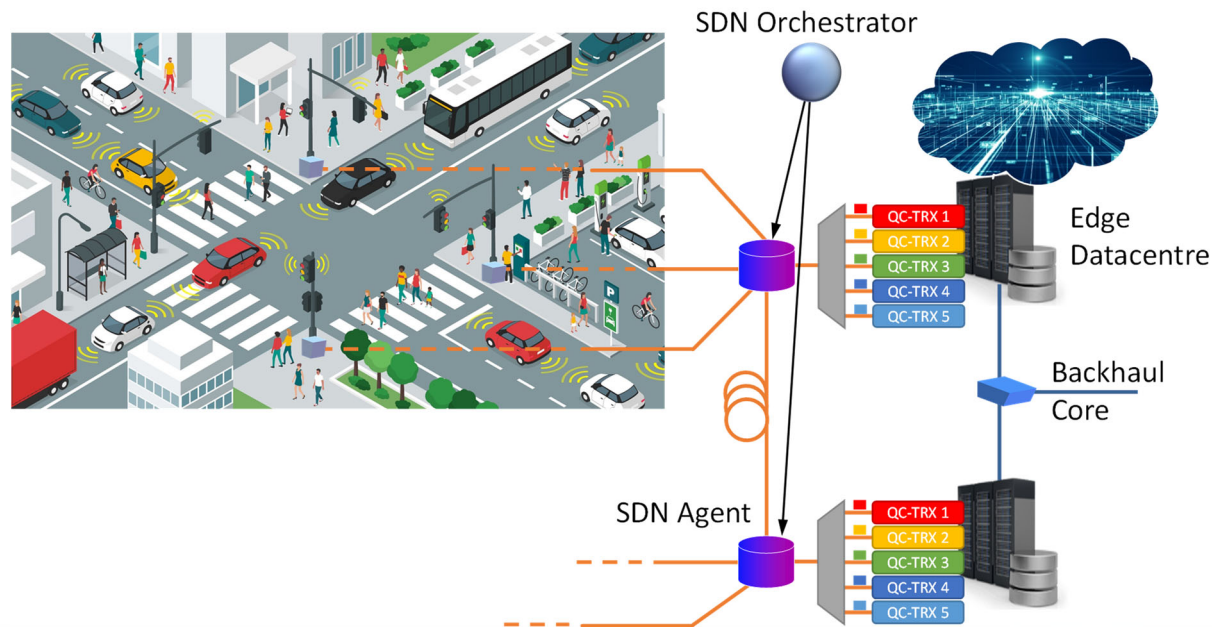 SDN Orchestrator
QC-TRX 1
QC-TRX 2
QC-TRX 3
QC-TRX 4
QC-TRX 5
Edge
Datacentre
P
Backhaul
Core
SDN Agent
QC-TRX 1
QC-TRX 2
QC-TRX 3
QC-TRX 4
QC-TRX 5